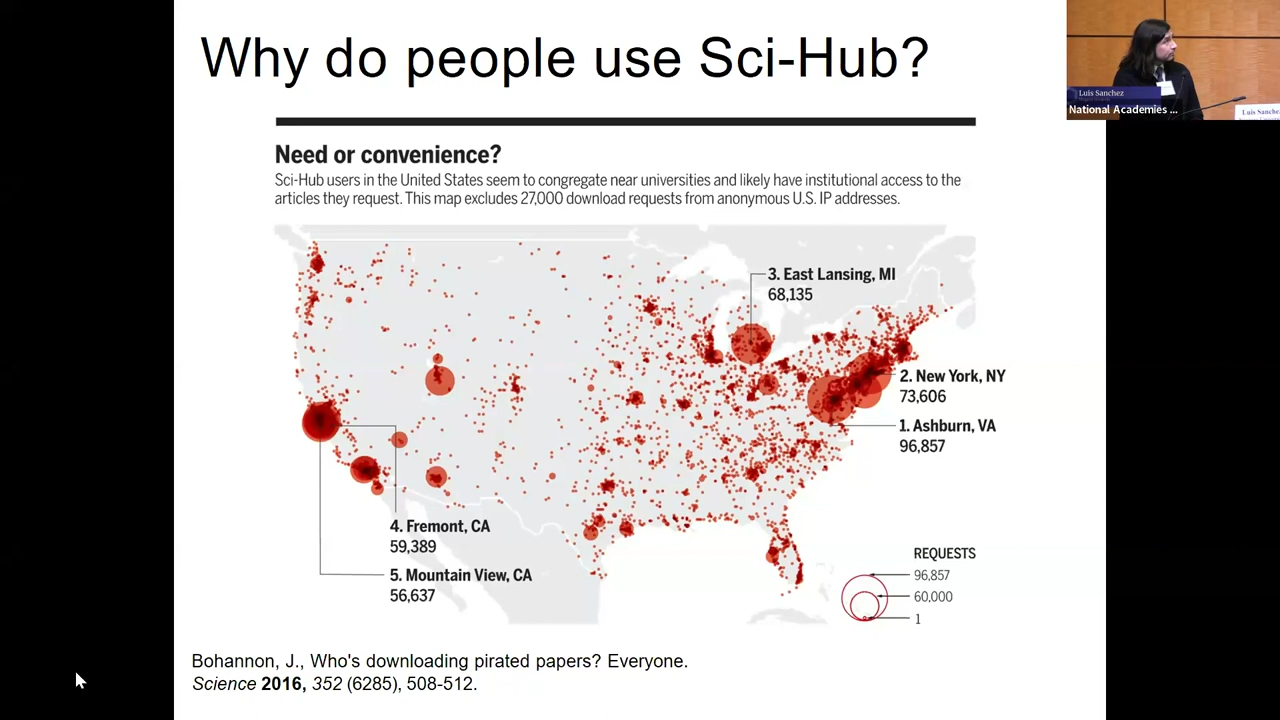 Why do people use Sci-Hub?
Luis Sanchez
National Academies ...
Luis Sanchez
Need or convenience?
Sci-Hub users in the United States seem to congregate near universities and likely have institutional access to the
articles they request. This map excludes 27,000 download requests from anonymous U.S. IP addresses.
3. East Lansing, MI
68,135
2. New York, NY
73,606
1. Ashburn, VA
96,857
4. Fremont, CA
59,389
5. Mountain View, CA
56,637
REQUESTS
96,857
60,000
1
Bohannon, J., Who's downloading pirated papers? Everyone.
Science 2016, 352 (6285), 508-512.